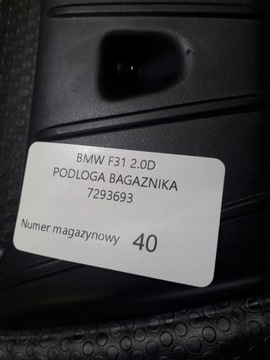 BMW F31 2.0D
PODLOGA BAGAZNIKA
7293693
Numer magazynowy 40